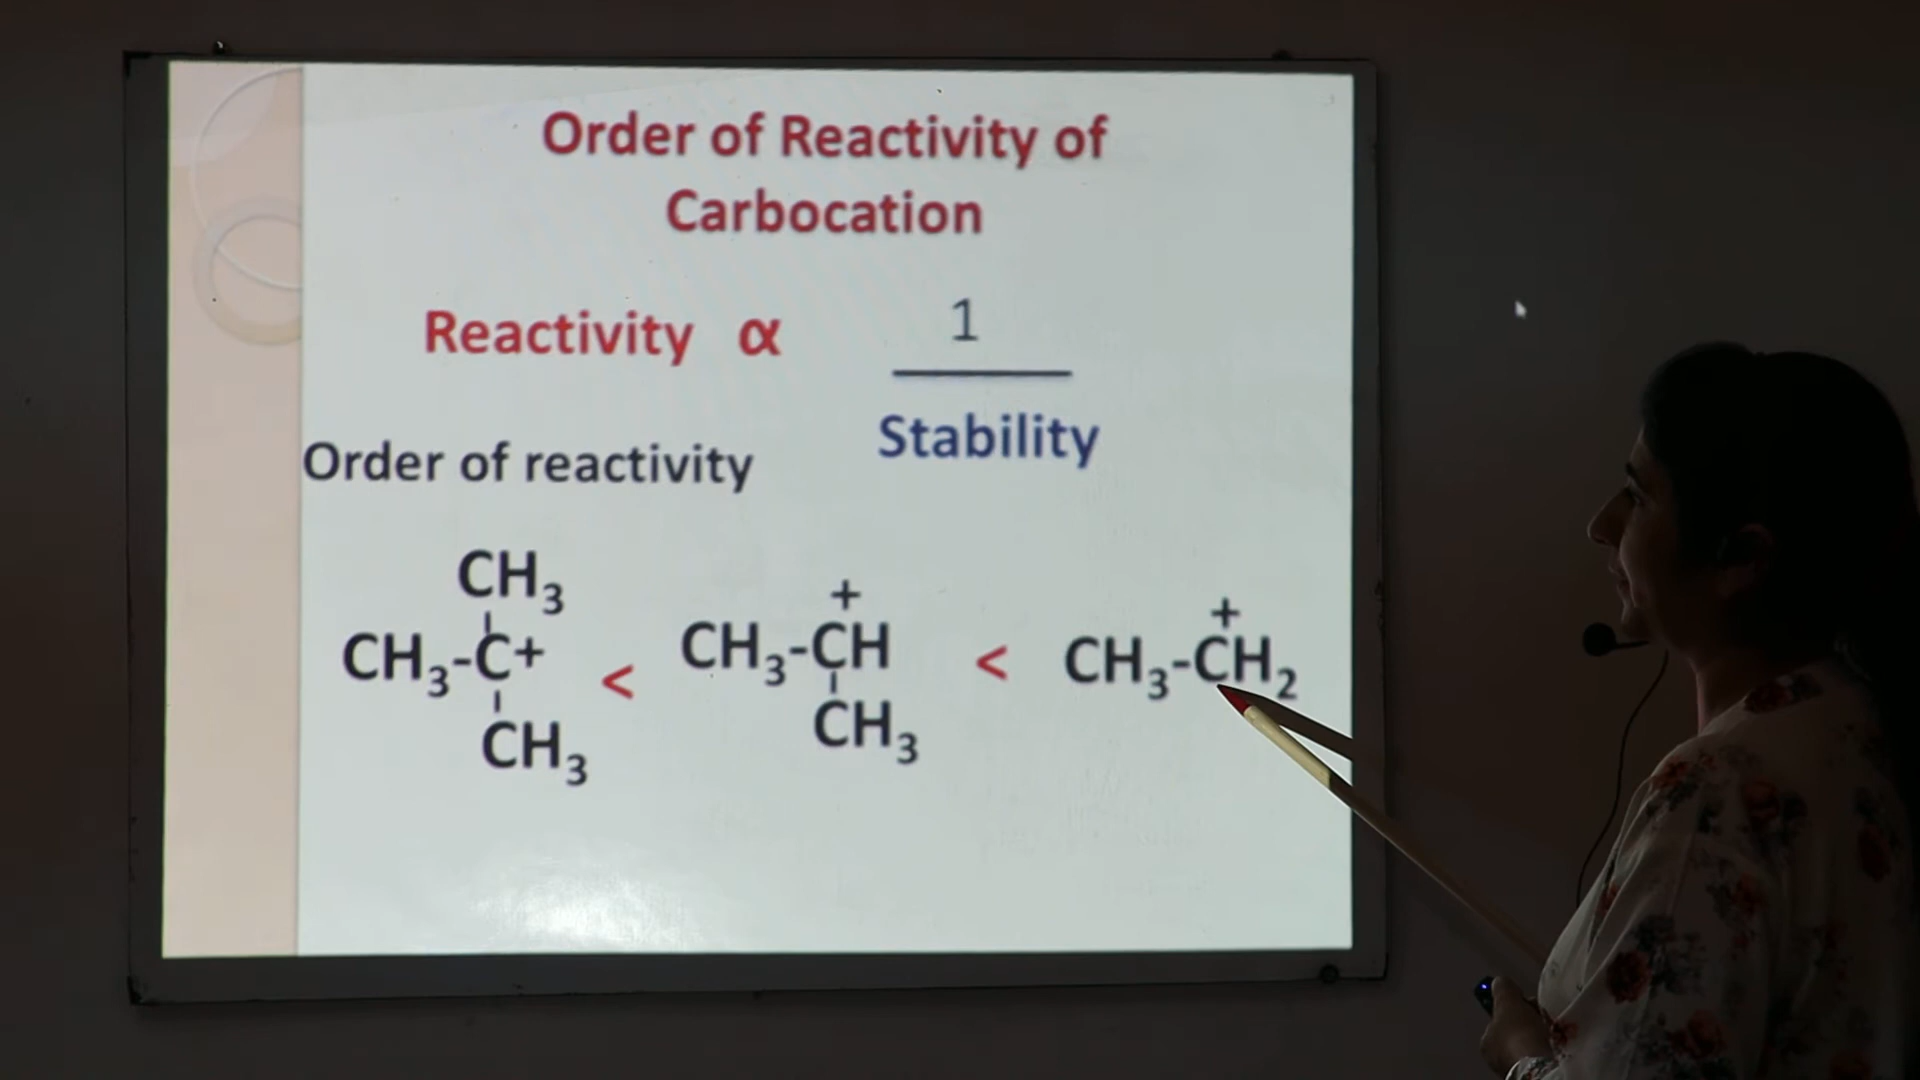 Order of Reactivity of
Carbocation
Reactivity α
1
Stability
Order of reactivity
CH₃
CH₃-C+ < CH₃-CH < CH₃-CH₂
+
+
CH₃
CH₃